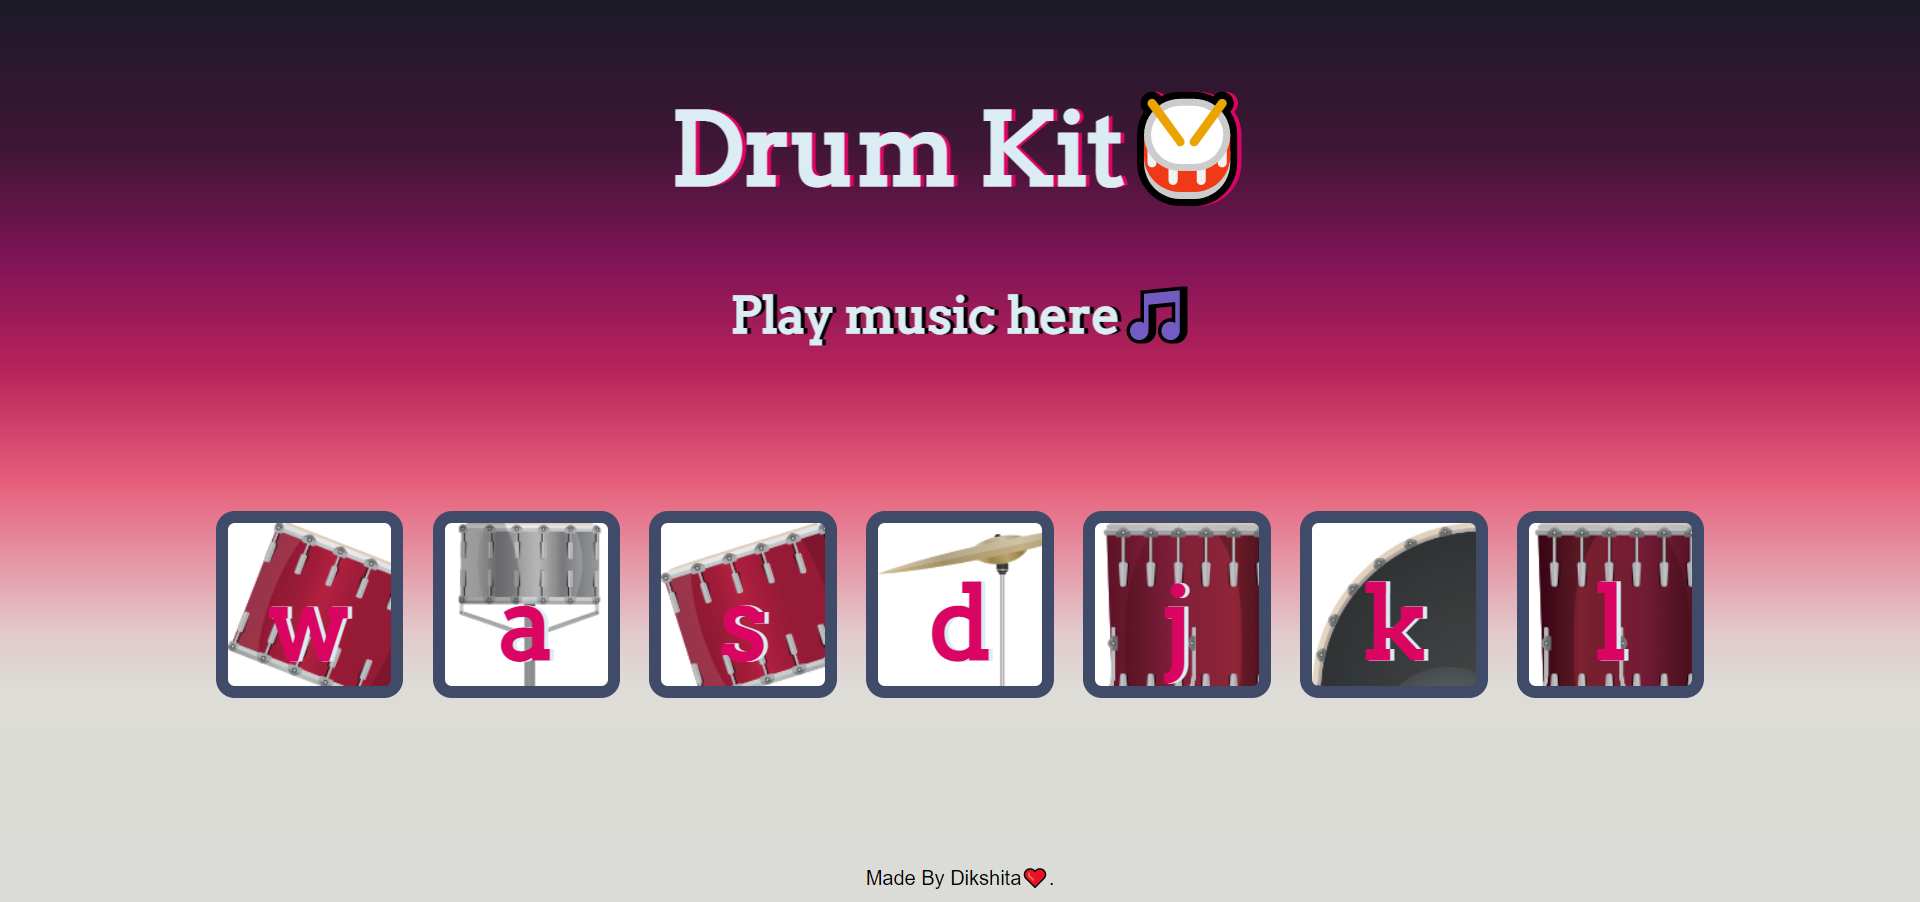 Drum Kit🥁
Play music here🎵
w a s d j k l
Made By Dikshita❤️.